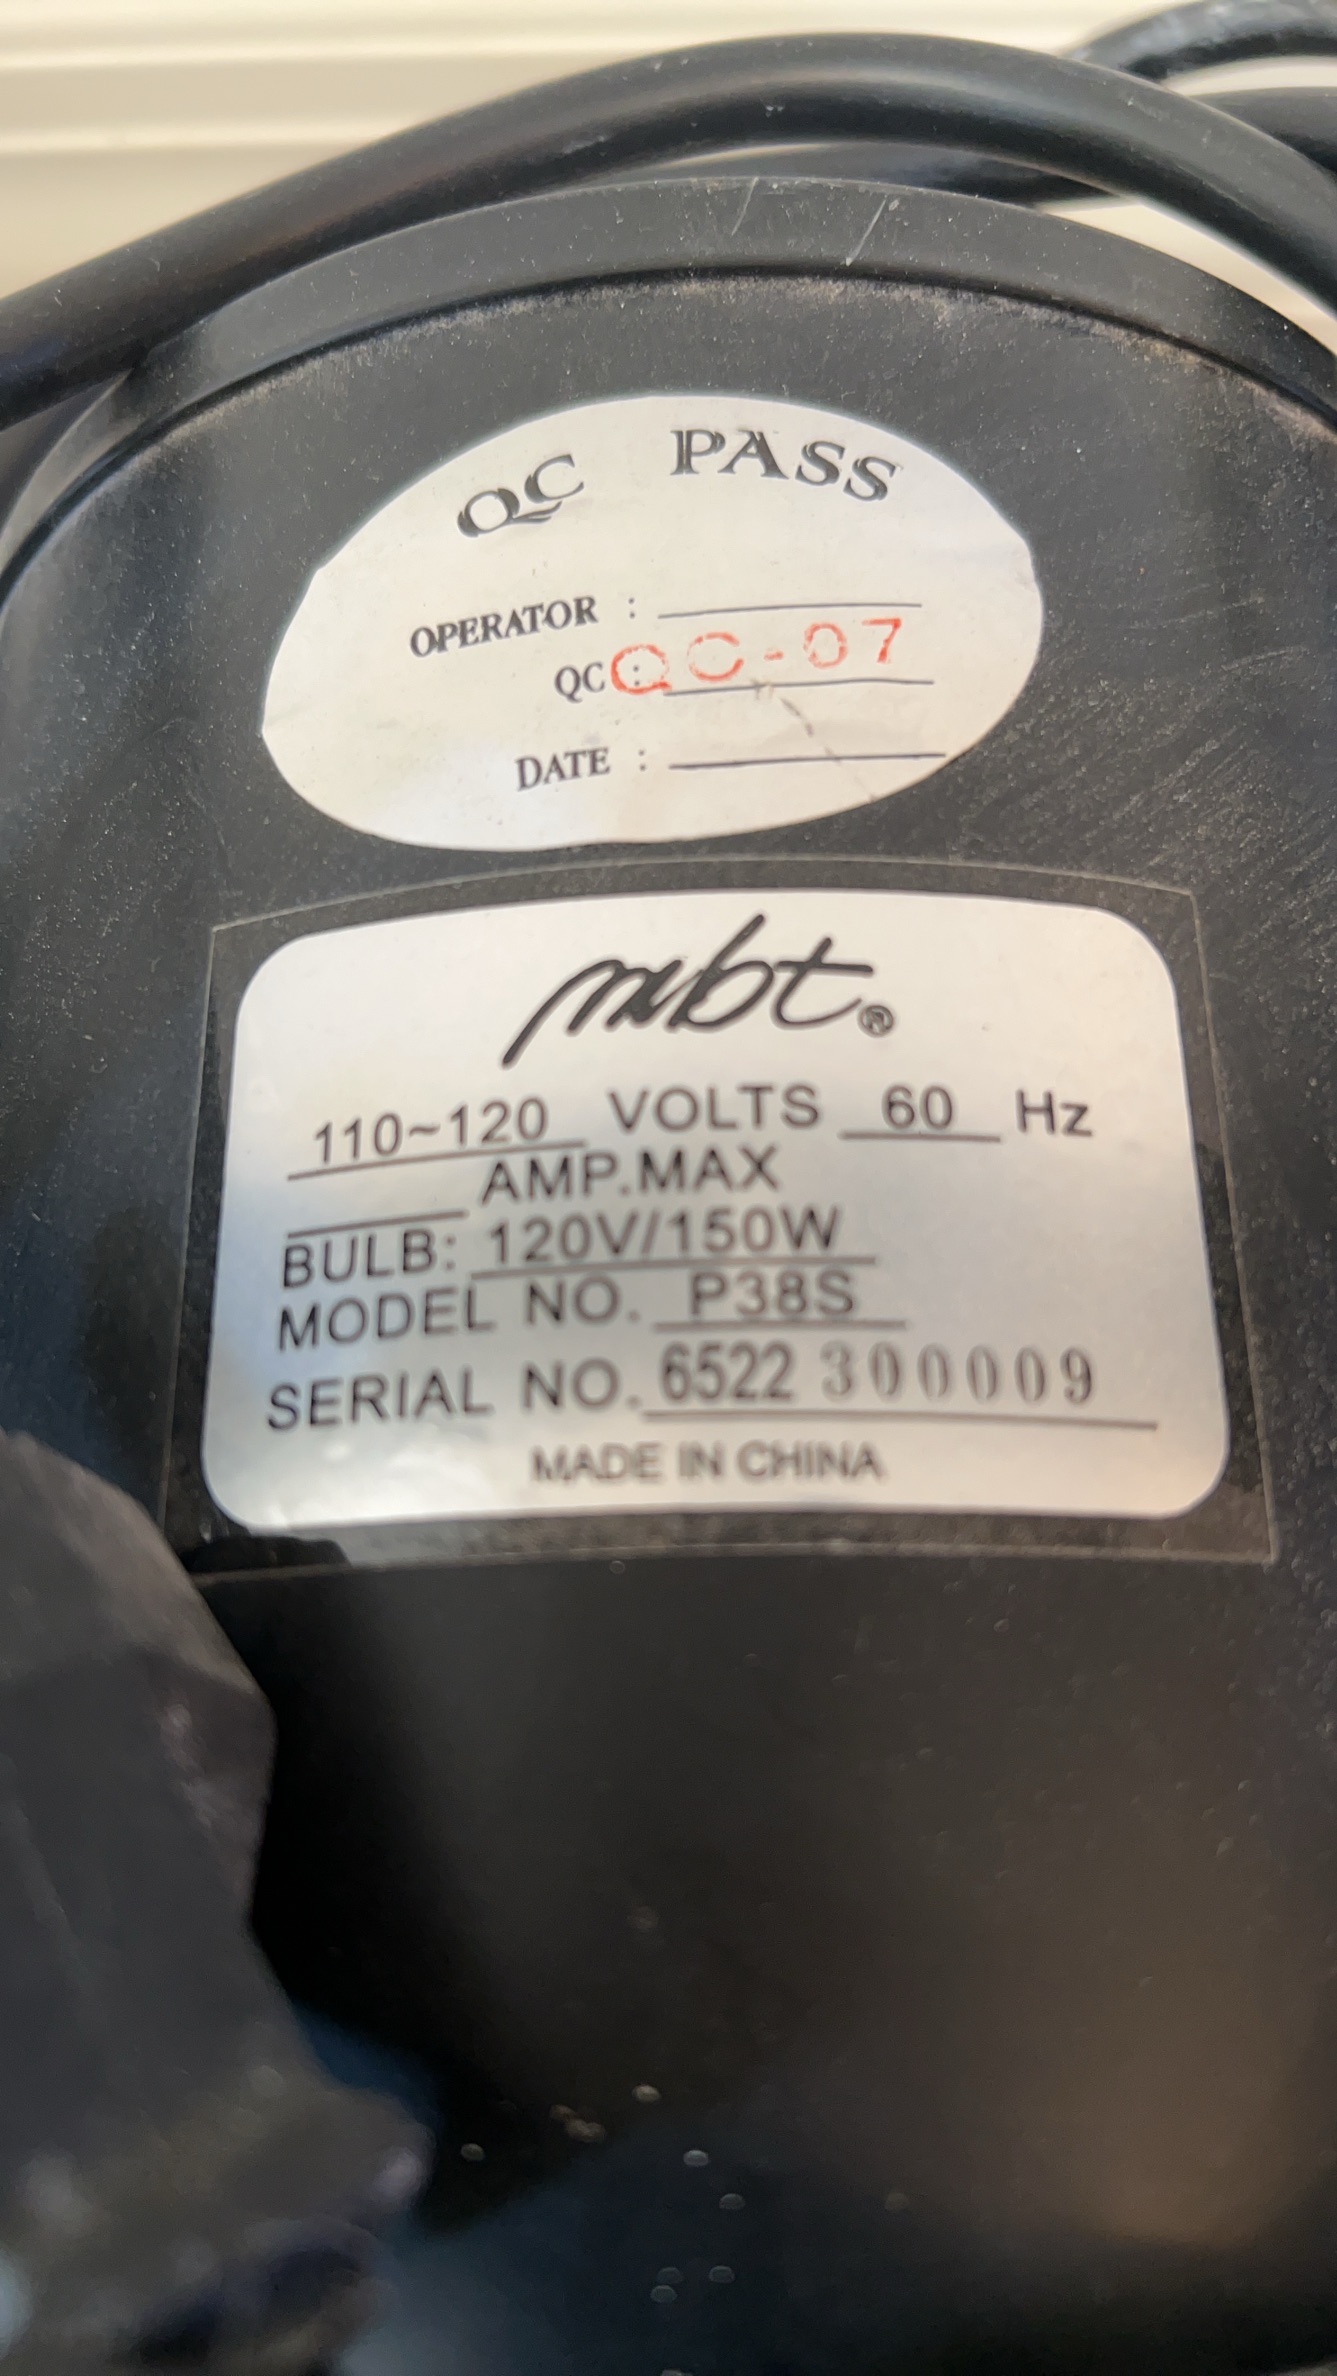 QC PASS
OPERATOR :
QC : QC-07
DATE :
mbt®
110~120 VOLTS 60 Hz
AMP.MAX
BULB: 120V/150W
MODEL NO. P38S
SERIAL NO. 6522 300009
MADE IN CHINA